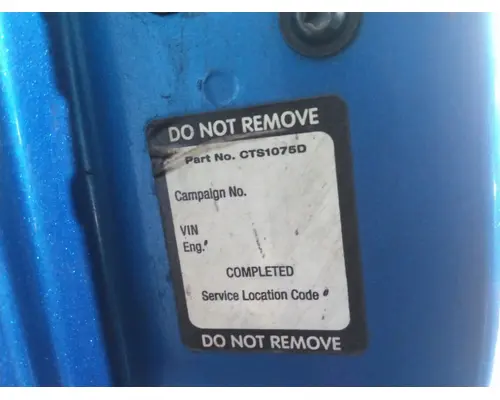 DO NOT REMOVE
Part No. CTS1075D
Campaign No.
VIN
Eng.#
COMPLETED
Service Location Code #
DO NOT REMOVE